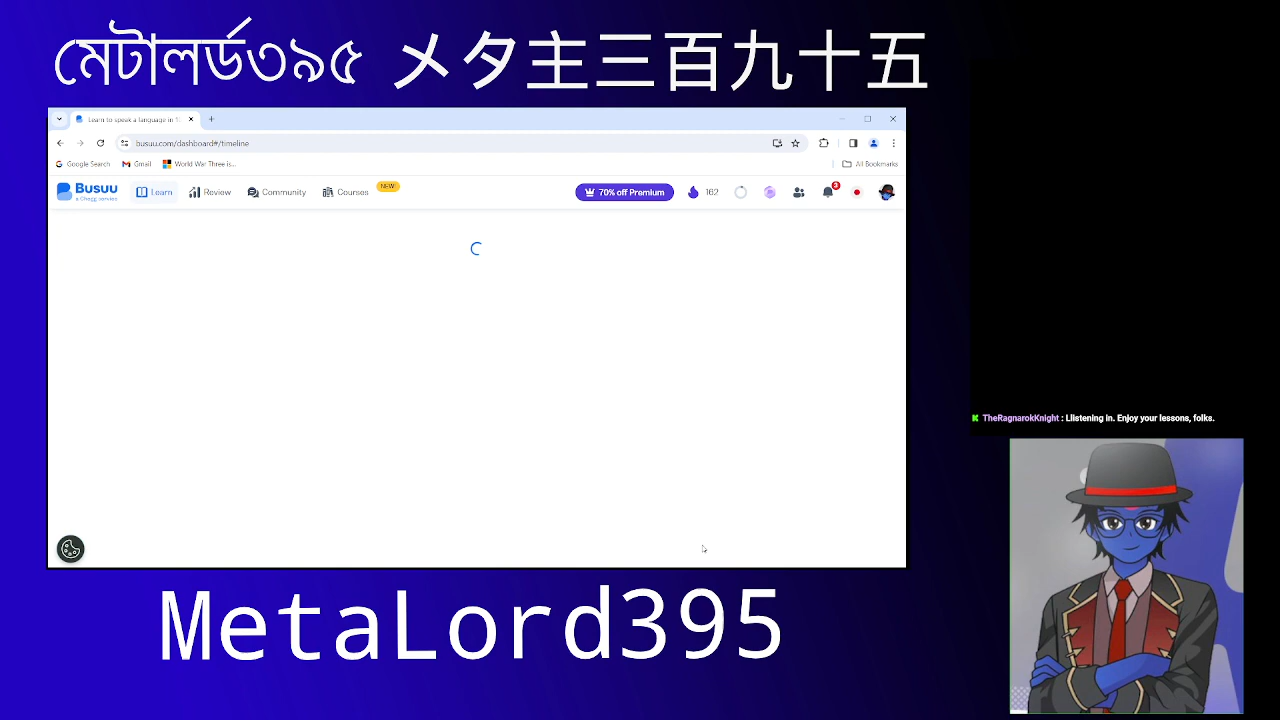 মেটালর্ড৩৯৫ メタ主三百九十五
Learn to speak a language in
busuu.com/dashboard#/timeline
Google Search Gmail World War Three is... All Bookmarks
Busuu Learn Review Community Courses NEW 70% off Premium 162 3
a Chegg service
TheRagnarokKnight : Llistening in. Enjoy your lessons, folks.
MetaLord395